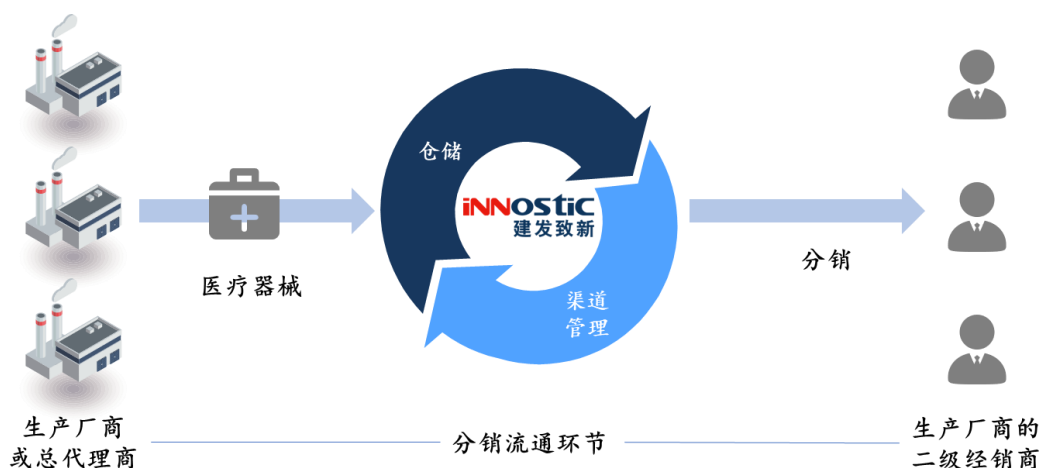 仓储
iNNOStiC
建发致新
医疗器械
渠道
管理
分销
生产厂商
或总代理商
分销流通环节
生产厂商的
二级经销商